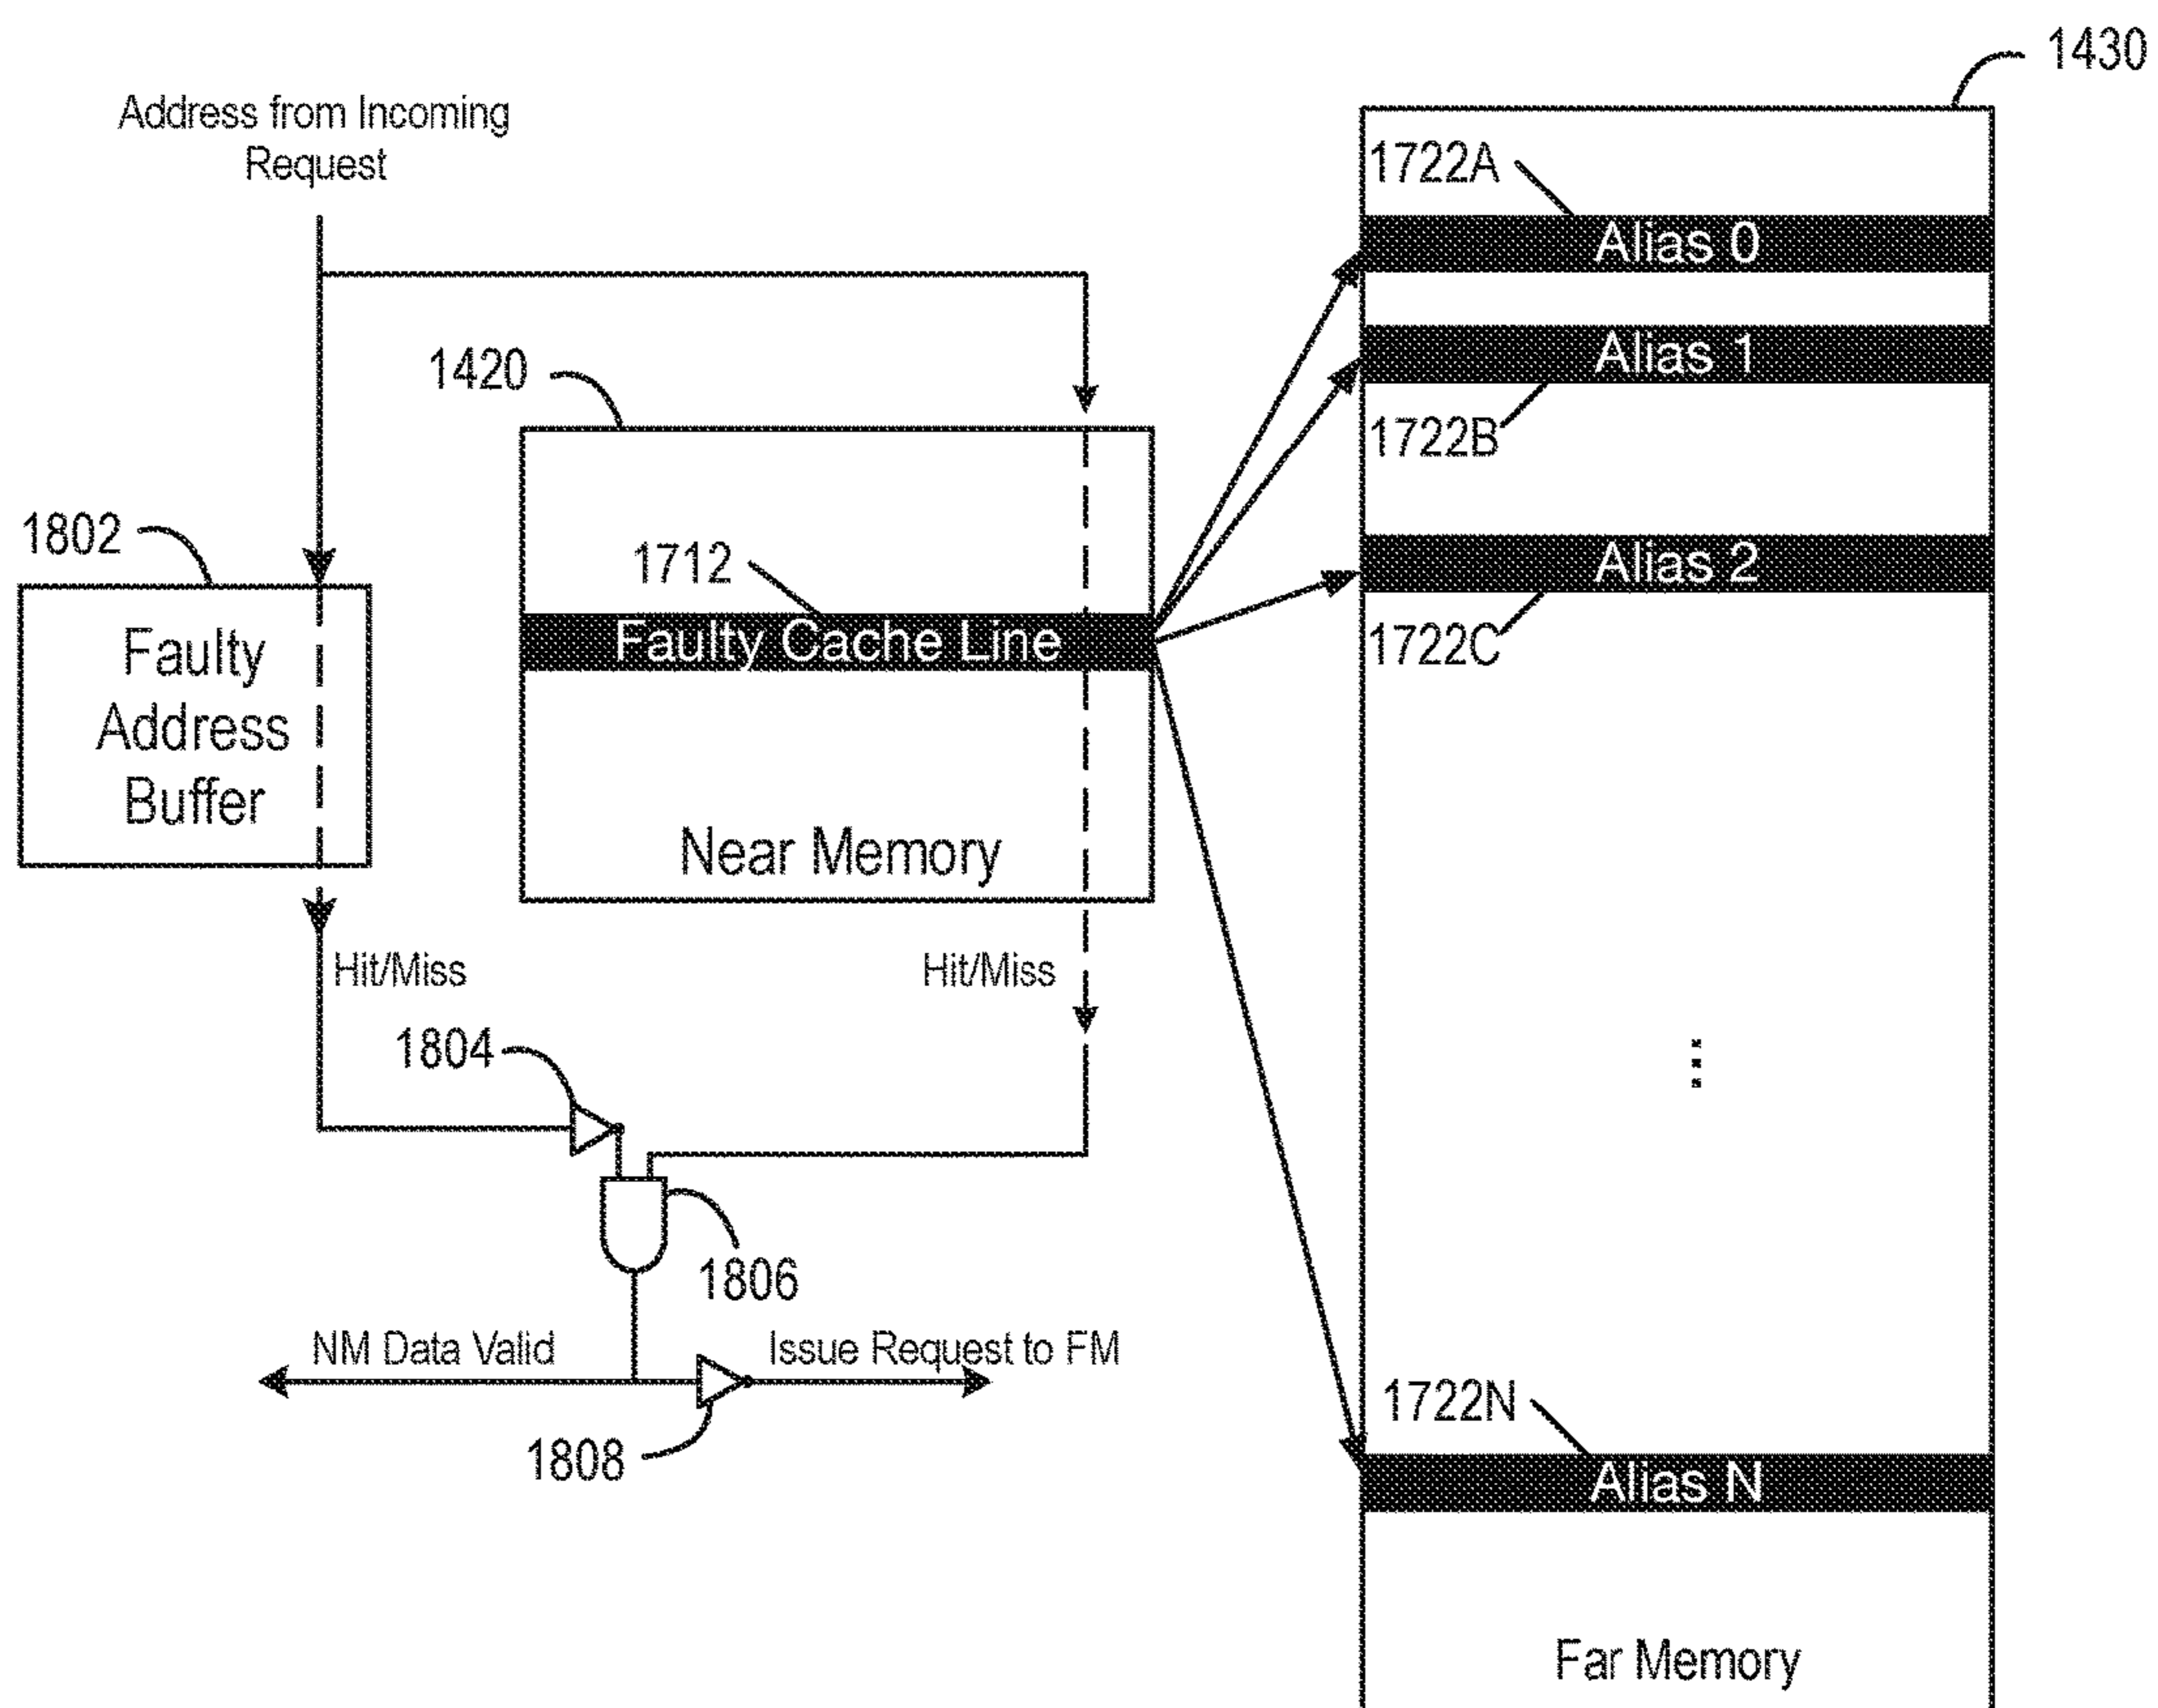 1430
Address from Incoming
Request
1722A
Alias 0
1420
Alias 1
1722B
1802
1712
Alias 2
Faulty Cache Line
1722C
Faulty
Address
Buffer
Near Memory
Hit/Miss
Hit/Miss
1804
...
1806
NM Data Valid
Issue Request to FM
1722N
1808
Alias N
Far Memory